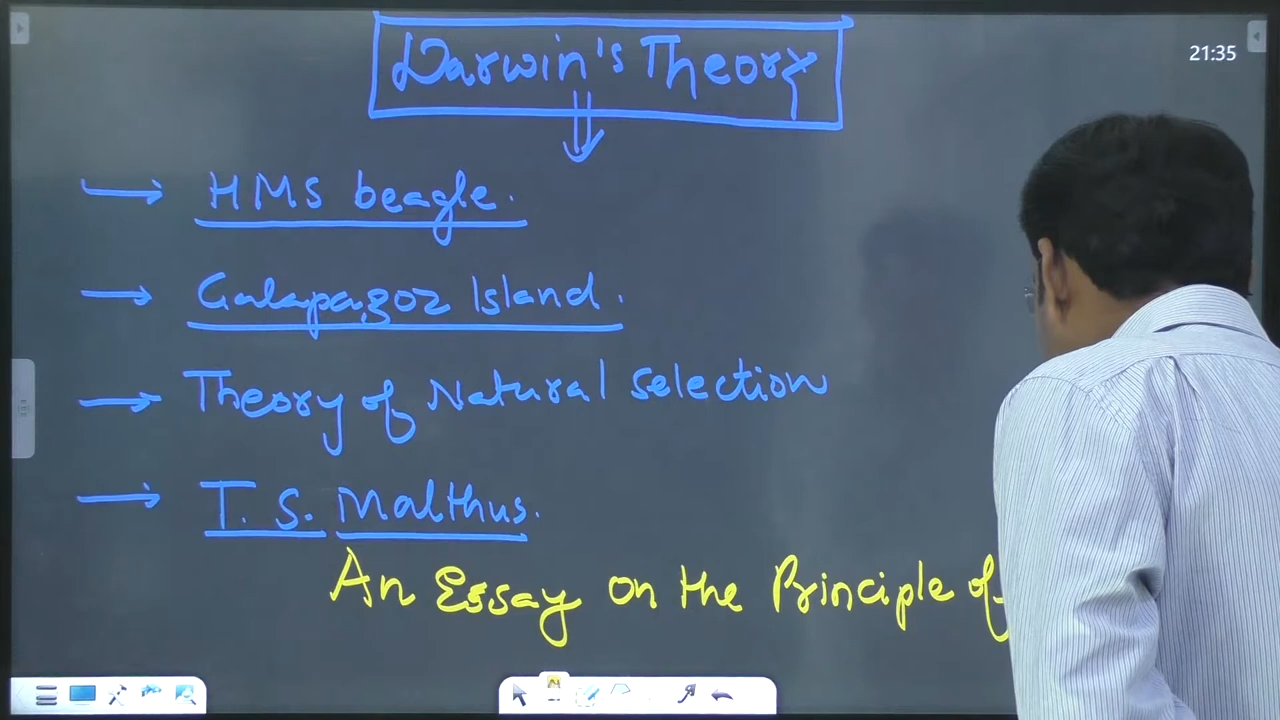 Darwin's Theory
21:35
→ HMS beagle.
→ Galapagoz Island.
→ Theory of Natural Selection
→ T. S. Malthus.
An Essay on the Principle of